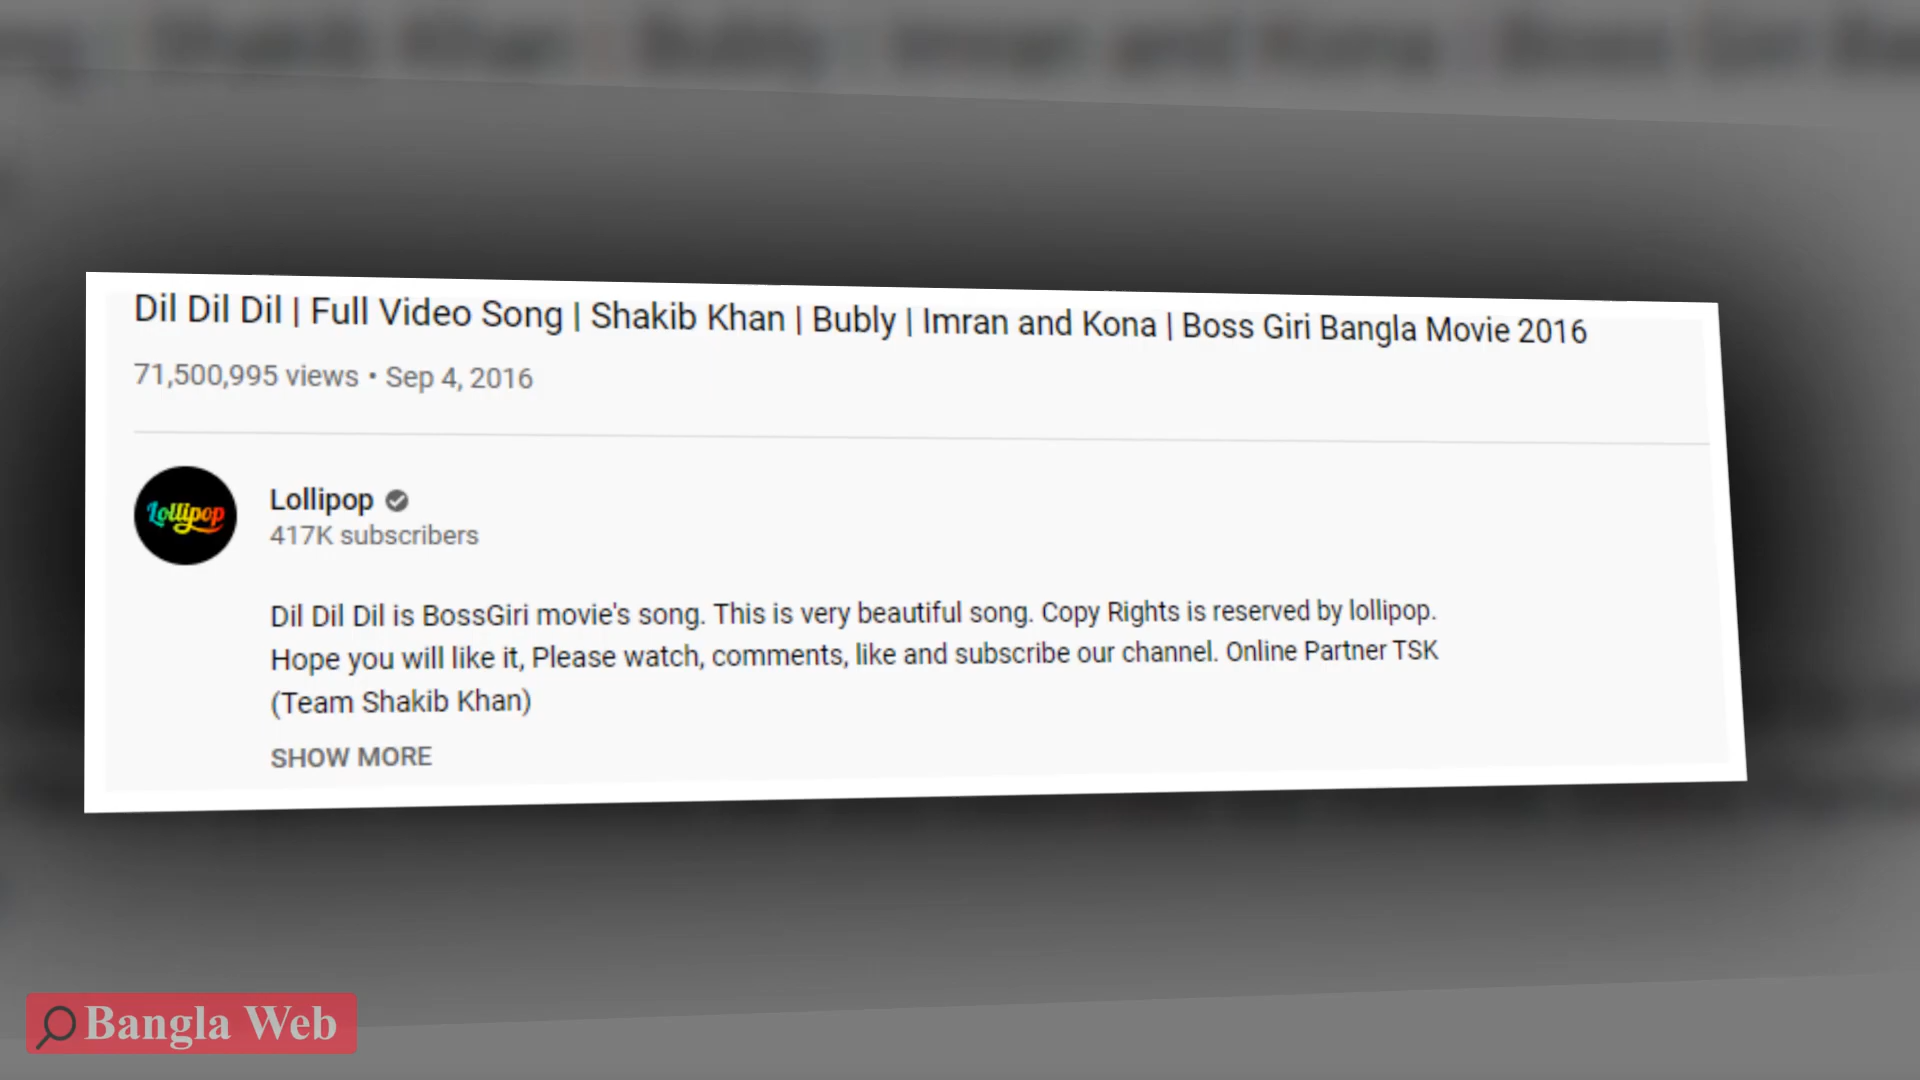 Dil Dil Dil | Full Video Song | Shakib Khan | Bubly | Imran and Kona | Boss Giri Bangla Movie 2016
71,500,995 views • Sep 4, 2016
Lollipop
Lollipop
417K subscribers
Dil Dil Dil is BossGiri movie's song. This is very beautiful song. Copy Rights is reserved by lollipop.
Hope you will like it, Please watch, comments, like and subscribe our channel. Online Partner TSK
(Team Shakib Khan)
SHOW MORE
Bangla Web